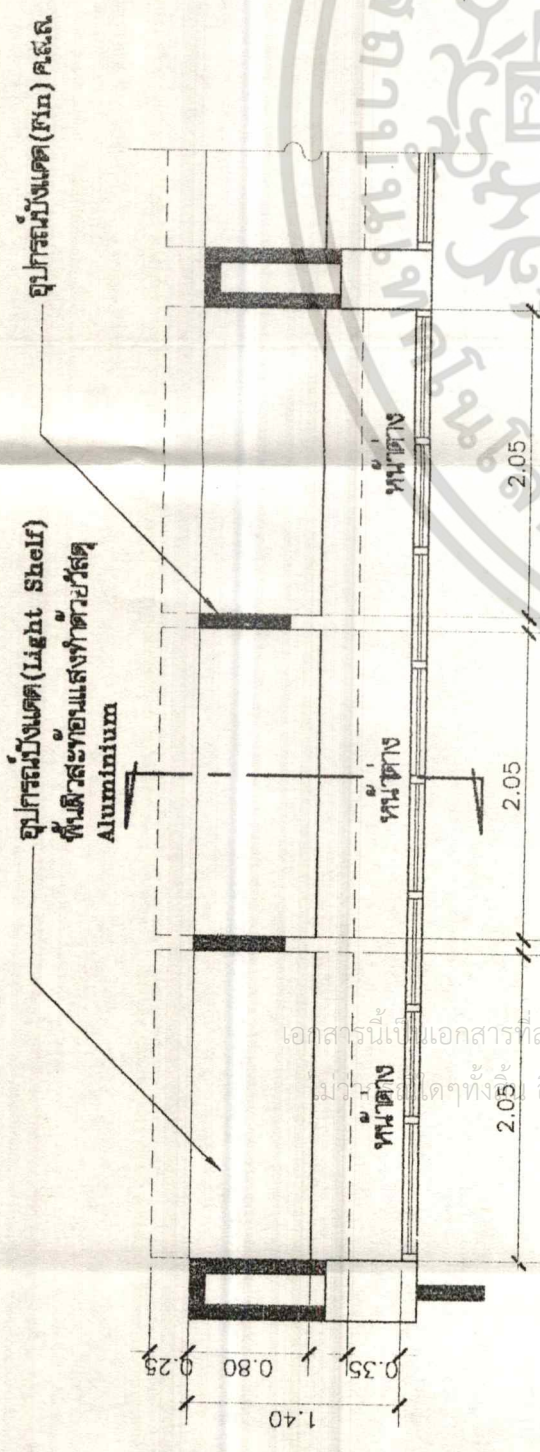 อุปกรณ์บังแดด(Light Shelf)
พื้นผิวสะท้อนแสงทำด้วยวัสดุ
Aluminium
อุปกรณ์บังแดด(Fin) ค.ส.ล.
หน้าต่าง
หน้าต่าง
หน้าต่าง
2.05
2.05
2.05
0.25
0.80
0.35
1.40
เอกสารนี้เป็นเอกสารที่